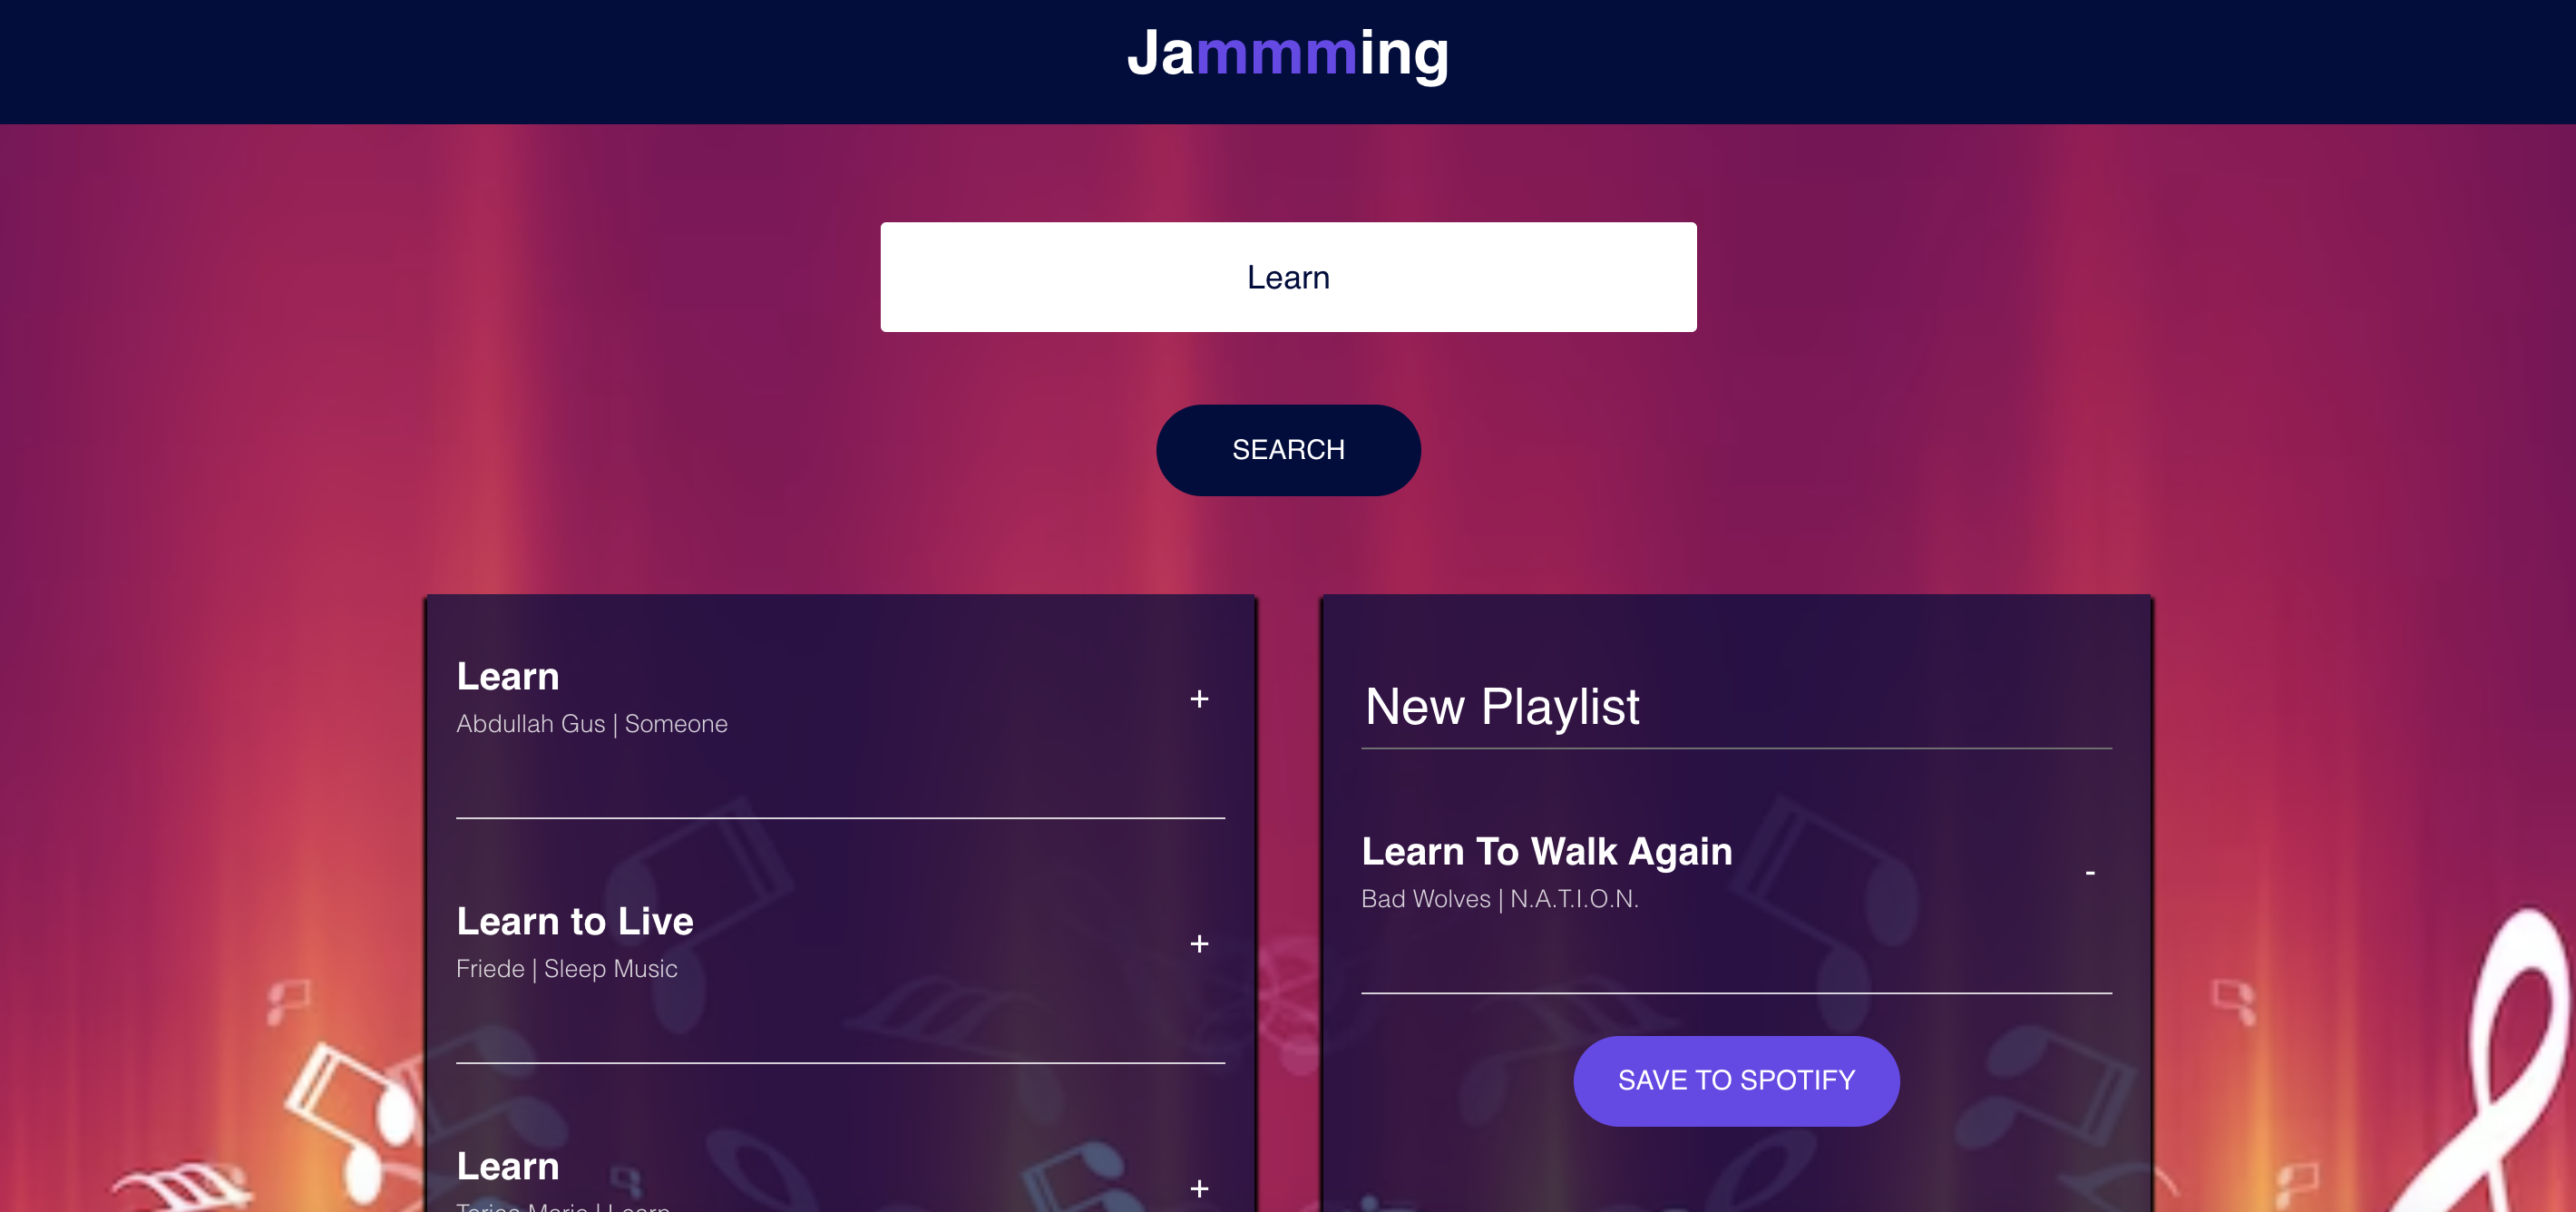 Jammming
Learn
SEARCH
Learn
+
Abdullah Gus | Someone
Learn to Live
+
Friede | Sleep Music
Learn
+
New Playlist
Learn To Walk Again
-
Bad Wolves | N.A.T.I.O.N.
SAVE TO SPOTIFY